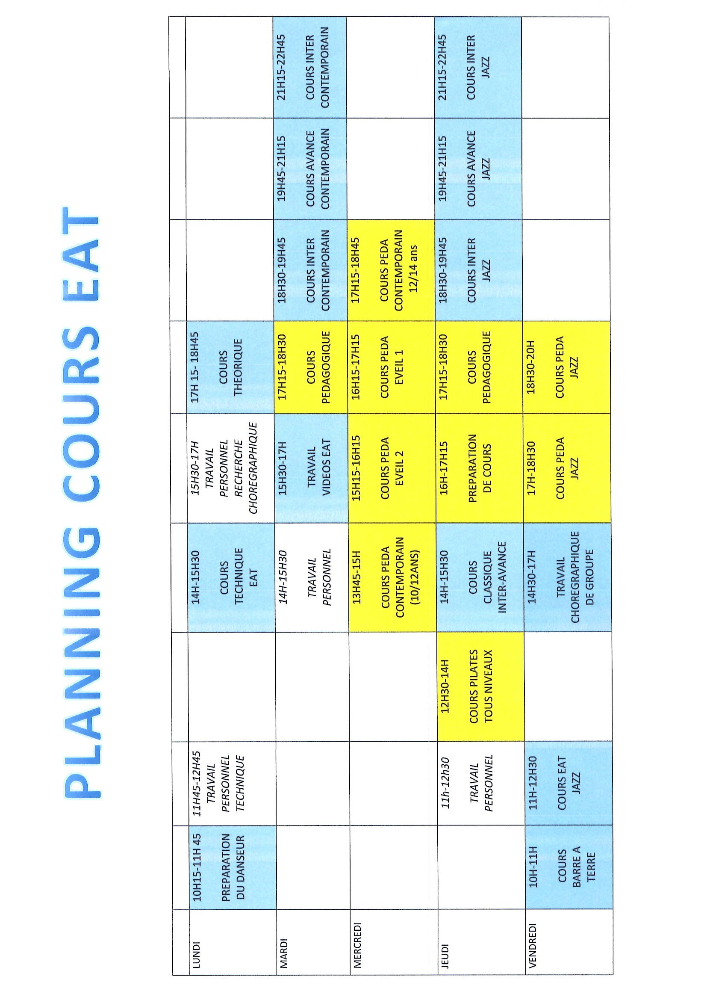 PLANNING COURS EAT
LUNDI
10H15-11H 45
PREPARATION
DU DANSEUR
11H45-12H45
TRAVAIL
PERSONNEL
TECHNIQUE
14H-15H30
COURS
TECHNIQUE
EAT
15H30-17H
TRAVAIL
PERSONNEL
RECHERCHE
CHOREGRAPHIQUE
17H 15- 18H45
COURS
THEORIQUE
MARDI
14H-15H30
TRAVAIL
PERSONNEL
15H30-17H
TRAVAIL
VIDEOS EAT
17H15-18H30
COURS
PEDAGOGIQUE
18H30-19H45
COURS INTER
CONTEMPORAIN
19H45-21H15
COURS AVANCE
CONTEMPORAIN
21H15-22H45
COURS INTER
CONTEMPORAIN
MERCREDI
13H45-15H
COURS PEDA
CONTEMPORAIN
(10/12ANS)
15H15-16H15
COURS PEDA
EVEIL 2
16H15-17H15
COURS PEDA
EVEIL 1
17H15-18H45
COURS PEDA
CONTEMPORAIN
12/14 ans
JEUDI
11h-12h30
TRAVAIL
PERSONNEL
12H30-14H
COURS PILATES
TOUS NIVEAUX
14H-15H30
COURS
CLASSIQUE
INTER-AVANCE
16H-17H15
PREPARATION
DE COURS
17H15-18H30
COURS
PEDAGOGIQUE
18H30-19H45
COURS INTER
JAZZ
19H45-21H15
COURS AVANCE
JAZZ
21H15-22H45
COURS INTER
JAZZ
VENDREDI
10H-11H
COURS
BARRE A
TERRE
11H-12H30
COURS EAT
JAZZ
14H30-17H
TRAVAIL
CHOREGRAPHIQUE
DE GROUPE
17H-18H30
COURS PEDA
JAZZ
18H30-20H
COURS PEDA
JAZZ